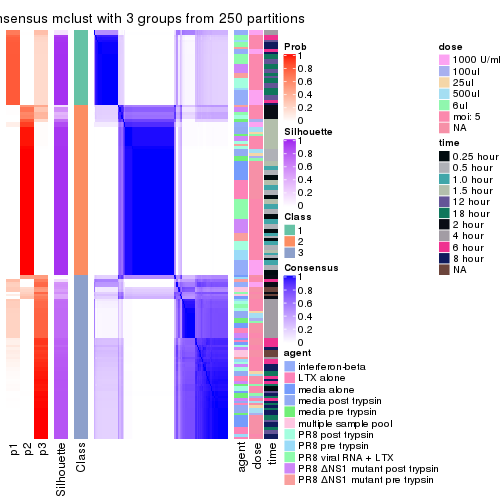 nsensus mclust with 3 groups from 250 partitions
Prob
1
0.8
0.6
0.4
0.2
0
Silhouette
1
0.8
0.6
0.4
0.2
0
Class
1
2
3
Consensus
1
0.8
0.6
0.4
0.2
0
agent
interferon-beta
LTX alone
media alone
media post trypsin
media pre trypsin
multiple sample pool
PR8 post trypsin
PR8 pre trypsin
PR8 viral RNA + LTX
PR8 ΔNS1 mutant post trypsin
PR8 ΔNS1 mutant pre trypsin
dose
1000 U/ml
100ul
25ul
500ul
6ul
moi: 5
NA
time
0.25 hour
0.5 hour
1.0 hour
1.5 hour
12 hour
18 hour
2 hour
4 hour
6 hour
8 hour
NA
p1
p2
p3
Silhouette
Class
agent
dose
time